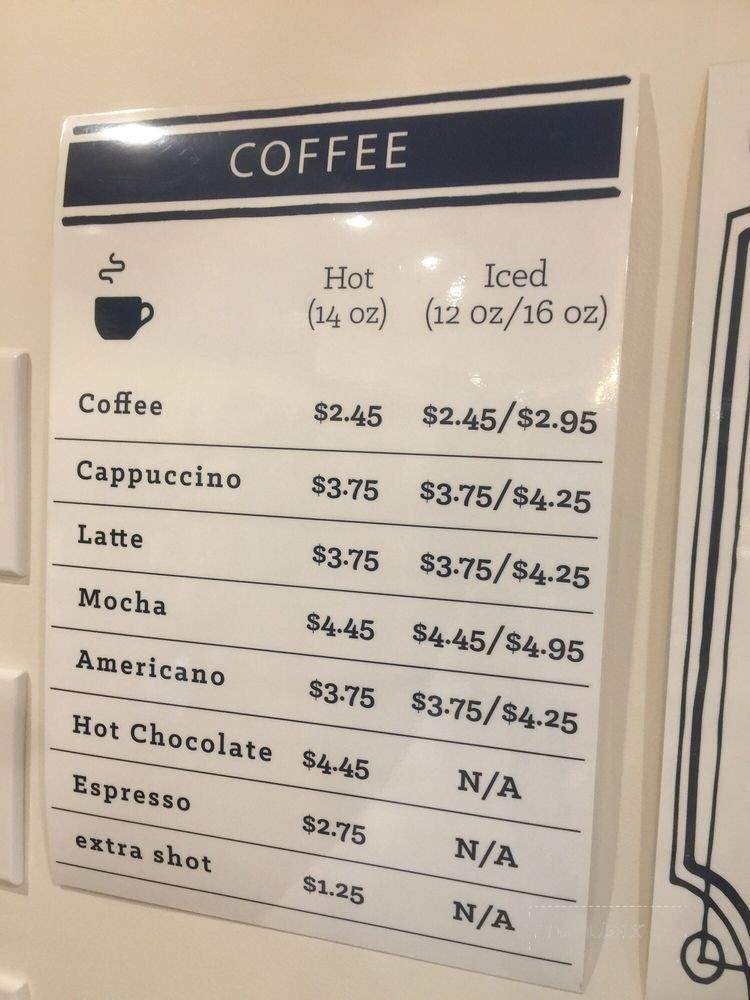 COFFEE
Hot Iced
(14 oz) (12 oz/16 oz)
Coffee $2.45 $2.45/$2.95
Cappuccino $3.75 $3.75/$4.25
Latte $3.75 $3.75/$4.25
Mocha $4.45 $4.45/$4.95
Americano $3.75 $3.75/$4.25
Hot Chocolate $4.45 N/A
Espresso $2.75 N/A
extra shot $1.25 N/A